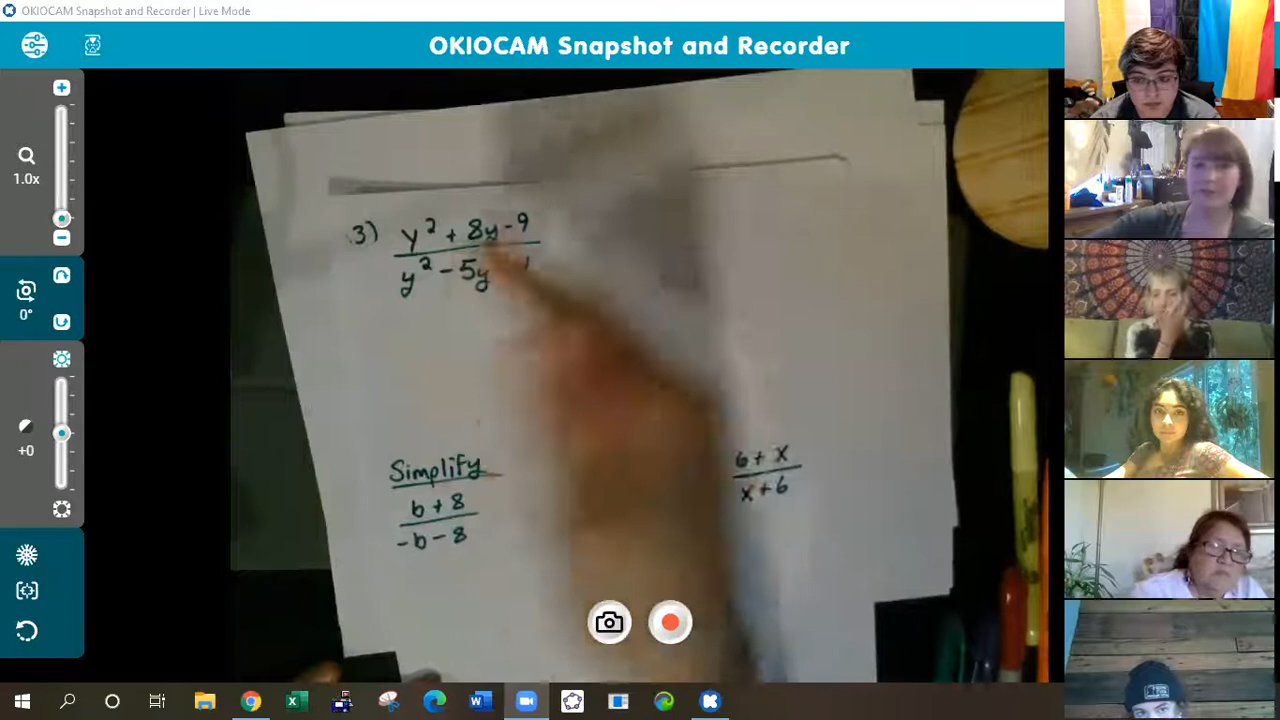 OKIOCAM Snapshot and Recorder | Live Mode
OKIOCAM Snapshot and Recorder
1.0x
0°
+0
3) y² + 8y - 9
y² - 5y
Simplify
b + 8
-b - 8
6 + x
x + 6